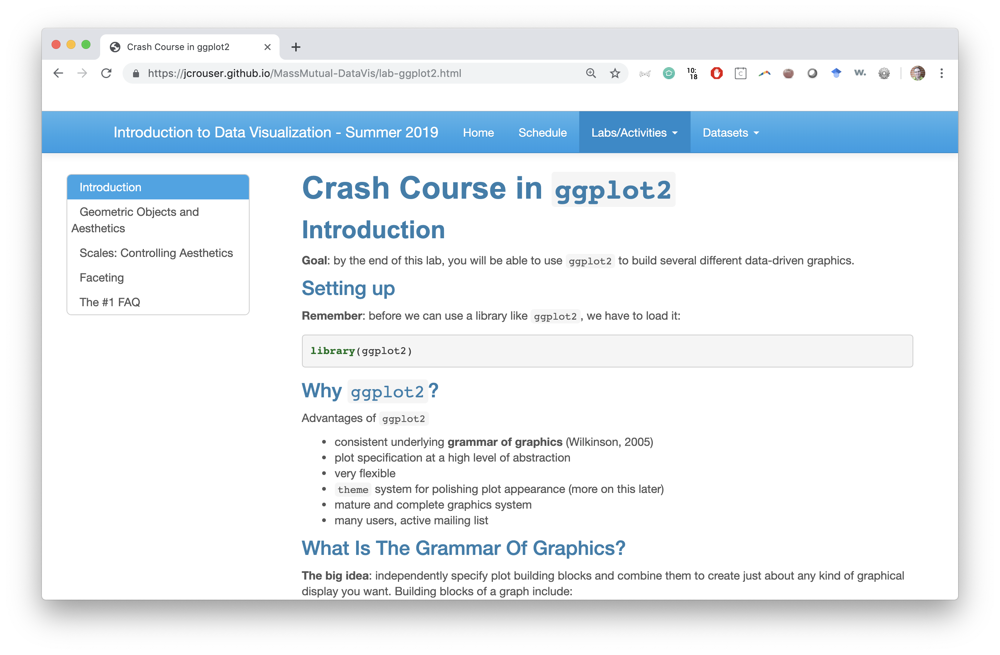 Crash Course in ggplot2
https://jcrouser.github.io/MassMutual-DataVis/lab-ggplot2.html
10:
18
C
w.
Introduction to Data Visualization - Summer 2019 Home Schedule Labs/Activities Datasets
Introduction
Geometric Objects and
Aesthetics
Scales: Controlling Aesthetics
Faceting
The #1 FAQ
Crash Course in ggplot2
Introduction
Goal: by the end of this lab, you will be able to use ggplot2 to build several different data-driven graphics.
Setting up
Remember: before we can use a library like ggplot2, we have to load it:
library(ggplot2)
Why ggplot2?
Advantages of ggplot2
• consistent underlying grammar of graphics (Wilkinson, 2005)
• plot specification at a high level of abstraction
• very flexible
• theme system for polishing plot appearance (more on this later)
• mature and complete graphics system
• many users, active mailing list
What Is The Grammar Of Graphics?
The big idea: independently specify plot building blocks and combine them to create just about any kind of graphical
display you want. Building blocks of a graph include: